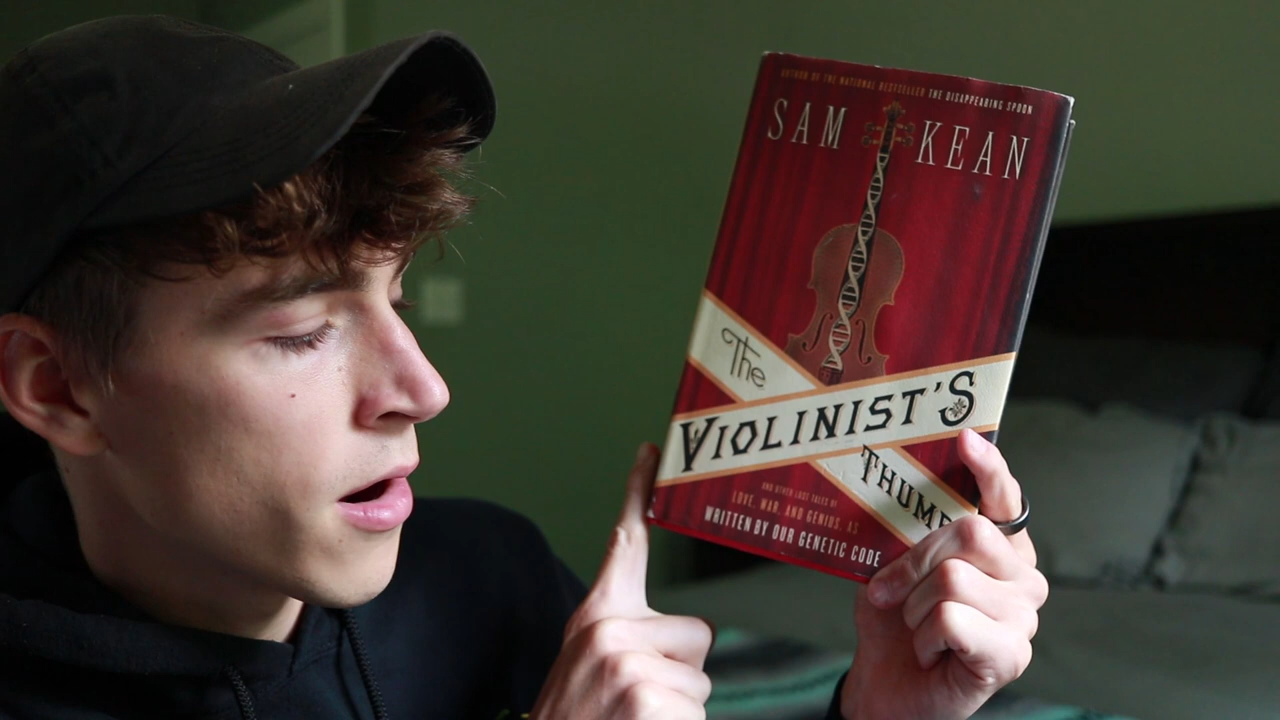 AUTHOR OF THE NATIONAL BESTSELLER THE DISAPPEARING SPOON
SAM KEAN
The
VIOLINIST'S
THUMB
AND OTHER LOST TALES OF
LOVE, WAR, AND GENIUS, AS
WRITTEN BY OUR GENETIC CODE